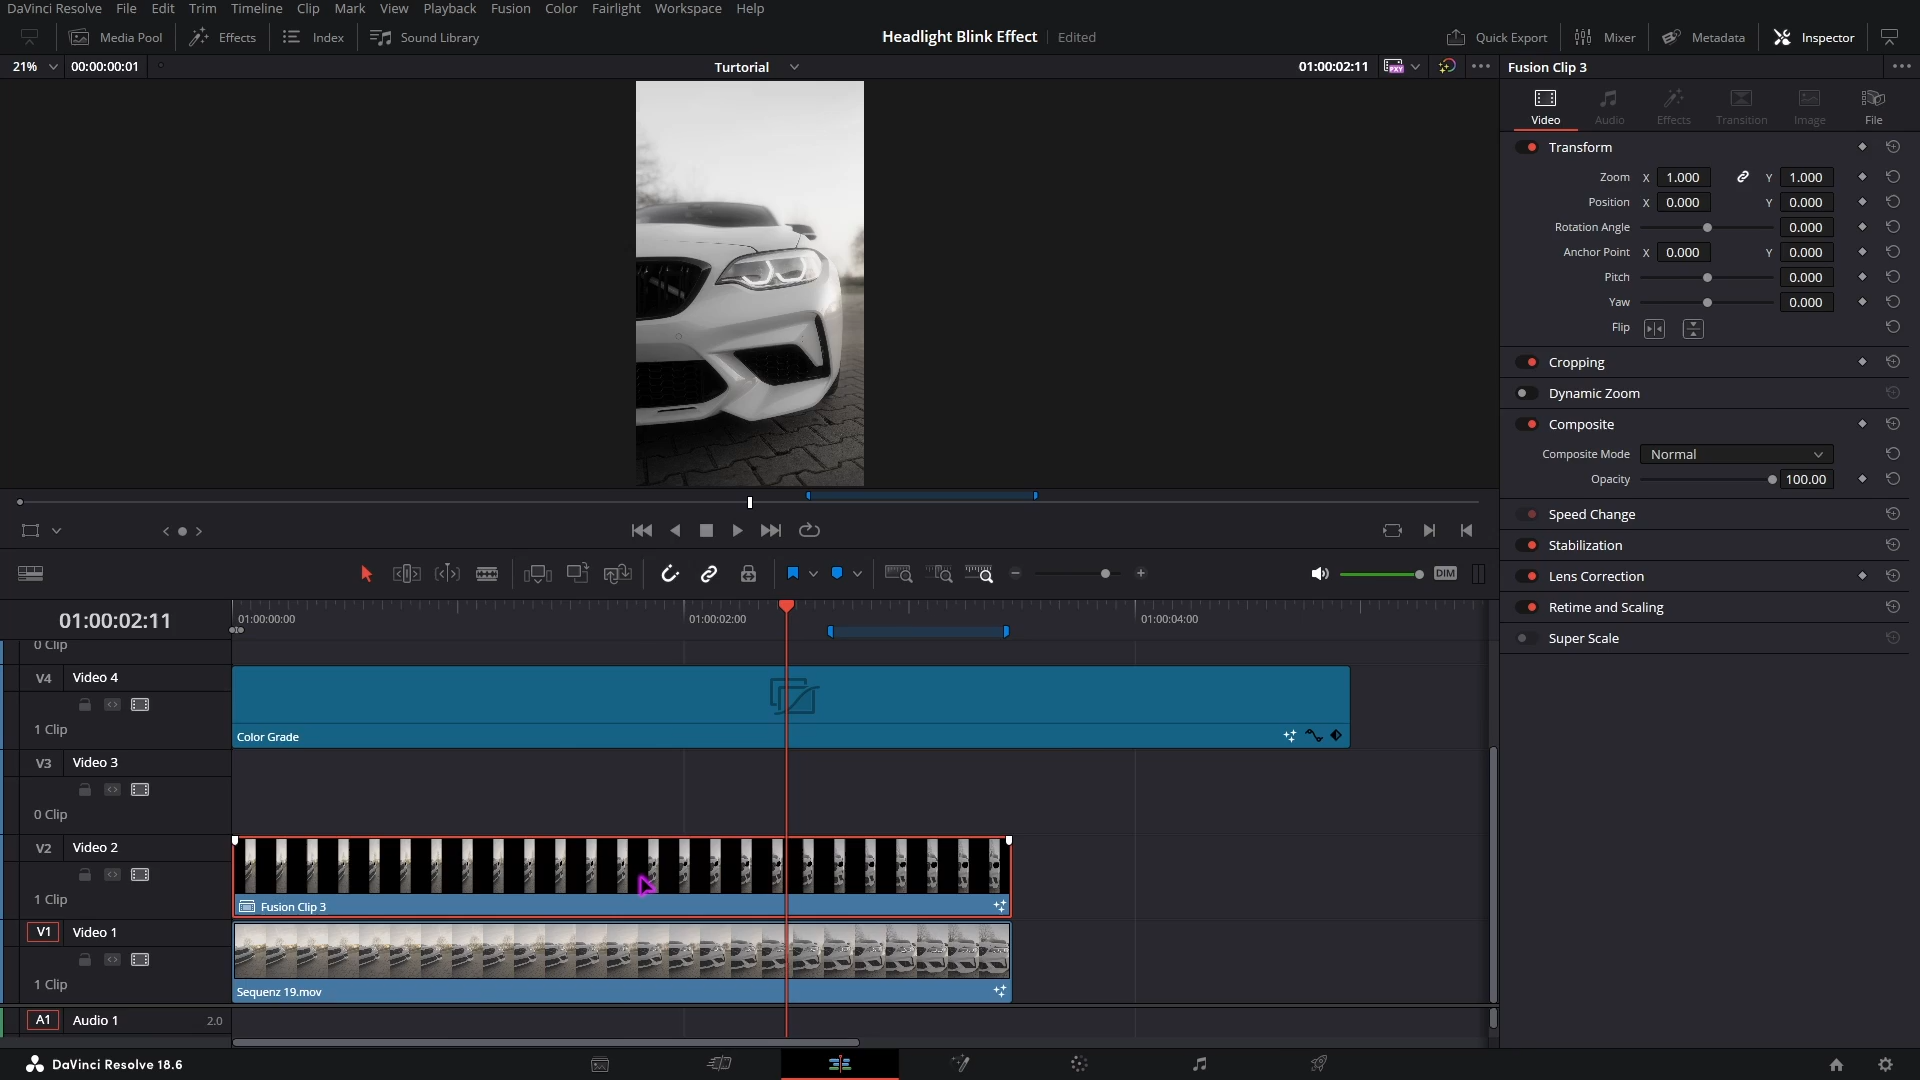 DaVinci Resolve File Edit Trim Timeline Clip Mark View Playback Fusion Color Fairlight Workspace Help
Media Pool Effects Index Sound Library Headlight Blink Effect Edited Quick Export Mixer Metadata Inspector
21% 00:00:00:01 Turtorial 01:00:02:11 PXY Fusion Clip 3
Video Audio Effects Transition Image File
Transform
Zoom X 1.000 Y 1.000
Position X 0.000 Y 0.000
Rotation Angle 0.000
Anchor Point X 0.000 Y 0.000
Pitch 0.000
Yaw 0.000
Flip
Cropping
Dynamic Zoom
Composite
Composite Mode Normal
Opacity 100.00
Speed Change
Stabilization
Lens Correction
Retime and Scaling
Super Scale
DIM
01:00:02:11 01:00:00:00 01:00:02:00 01:00:04:00
0 Clip
V4 Video 4
1 Clip
Color Grade
V3 Video 3
0 Clip
V2 Video 2
1 Clip
Fusion Clip 3
V1 Video 1
1 Clip
Sequenz 19.mov
A1 Audio 1 2.0
DaVinci Resolve 18.6